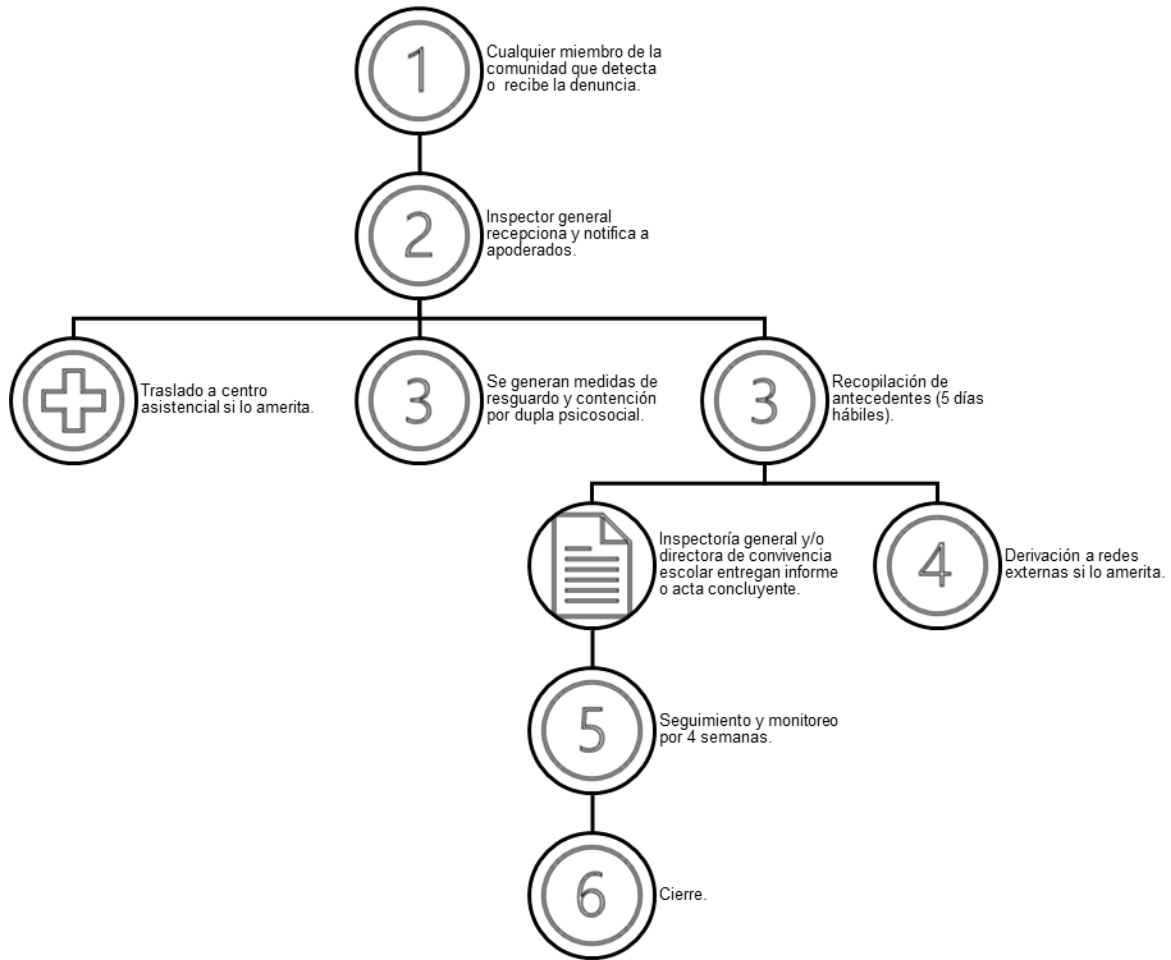 1
Cualquier miembro de la
comunidad que detecta
o recibe la denuncia.
2
Inspector general
recepciona y notifica a
apoderados.
Traslado a centro
asistencial si lo amerita.
3
Se generan medidas de
resguardo y contención
por dupla psicosocial.
3
Recopilación de
antecedentes (5 días
hábiles).
Inspectoría general y/o
directora de convivencia
escolar entregan informe
o acta concluyente.
4
Derivación a redes
externas si lo amerita.
5
Seguimiento y monitoreo
por 4 semanas.
6
Cierre.